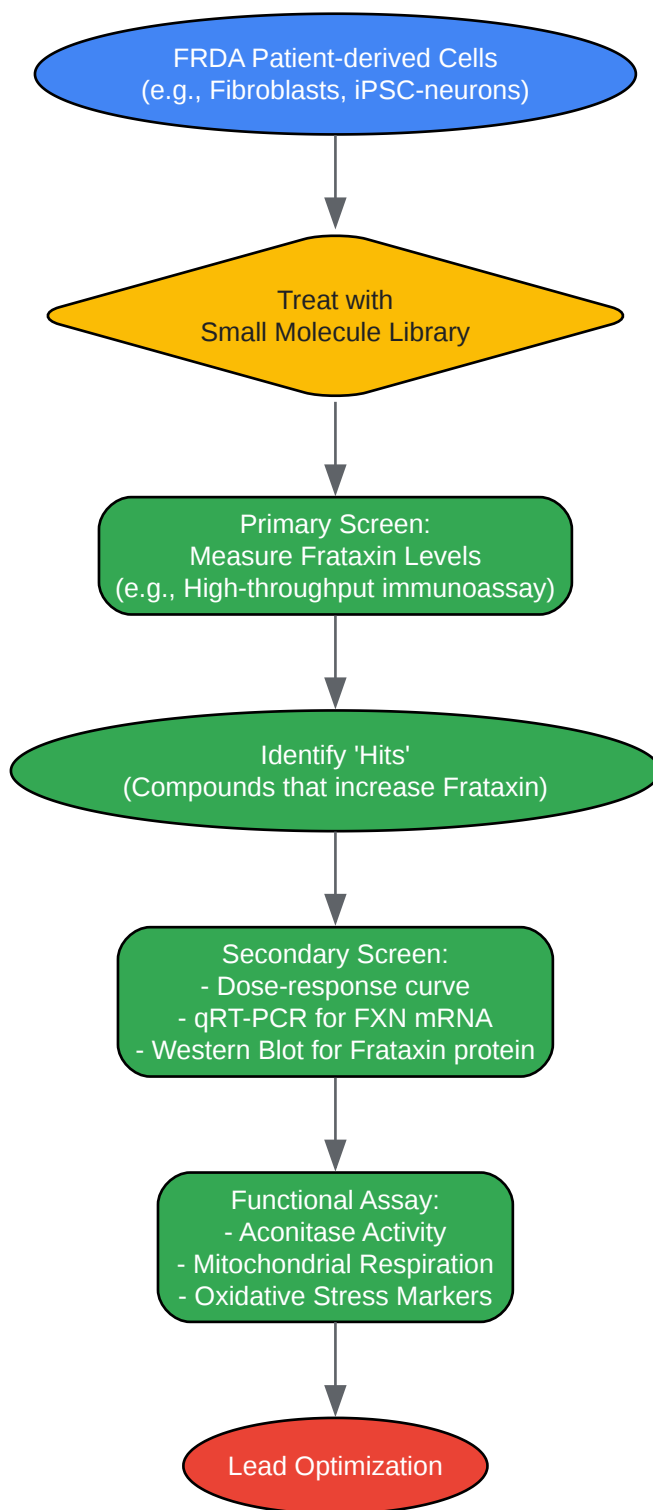 FRDA Patient-derived Cells
(e.g., Fibroblasts, iPSC-neurons)
Treat with
Small Molecule Library
Primary Screen:
Measure Frataxin Levels
(e.g., High-throughput immunoassay)
Identify 'Hits'
(Compounds that increase Frataxin)
Secondary Screen:
- Dose-response curve
- qRT-PCR for FXN mRNA
- Western Blot for Frataxin protein
Functional Assay:
- Aconitase Activity
- Mitochondrial Respiration
- Oxidative Stress Markers
Lead Optimization